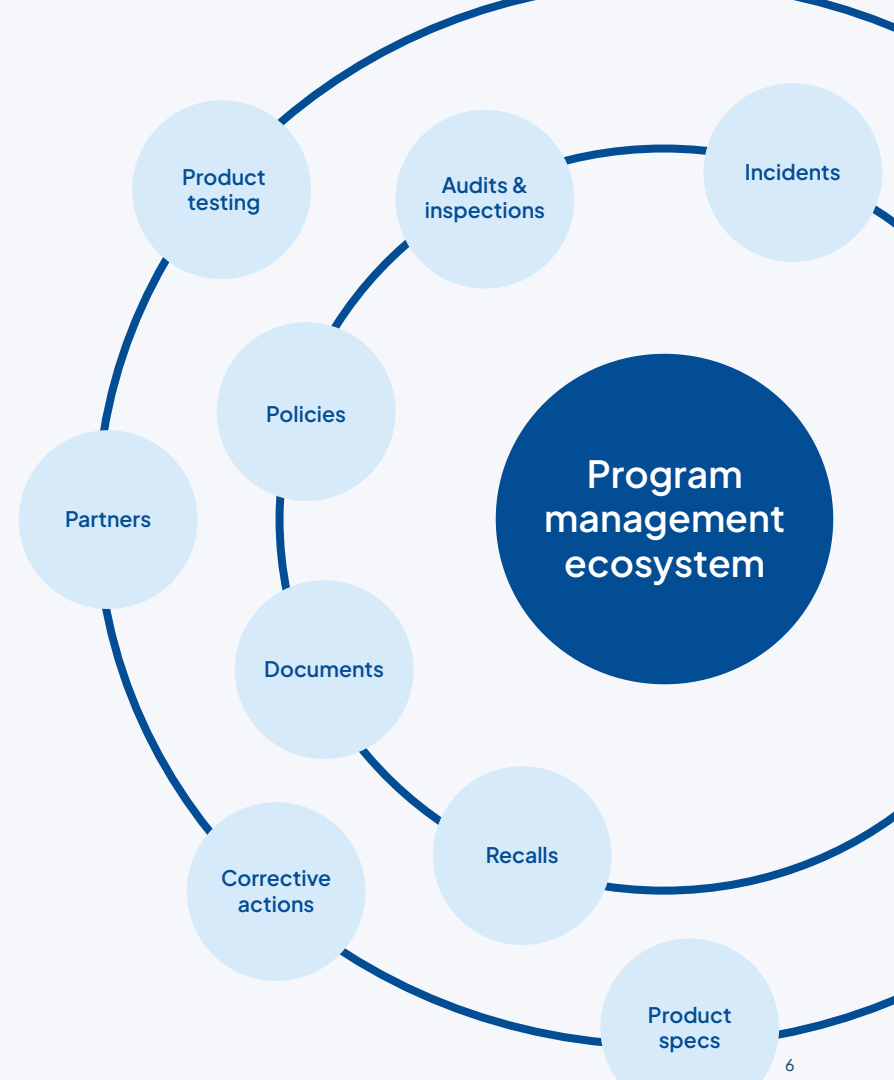 Product
testing
Audits &
inspections
Incidents
Policies
Program
management
ecosystem
Partners
Documents
Recalls
Corrective
actions
Product
specs
6